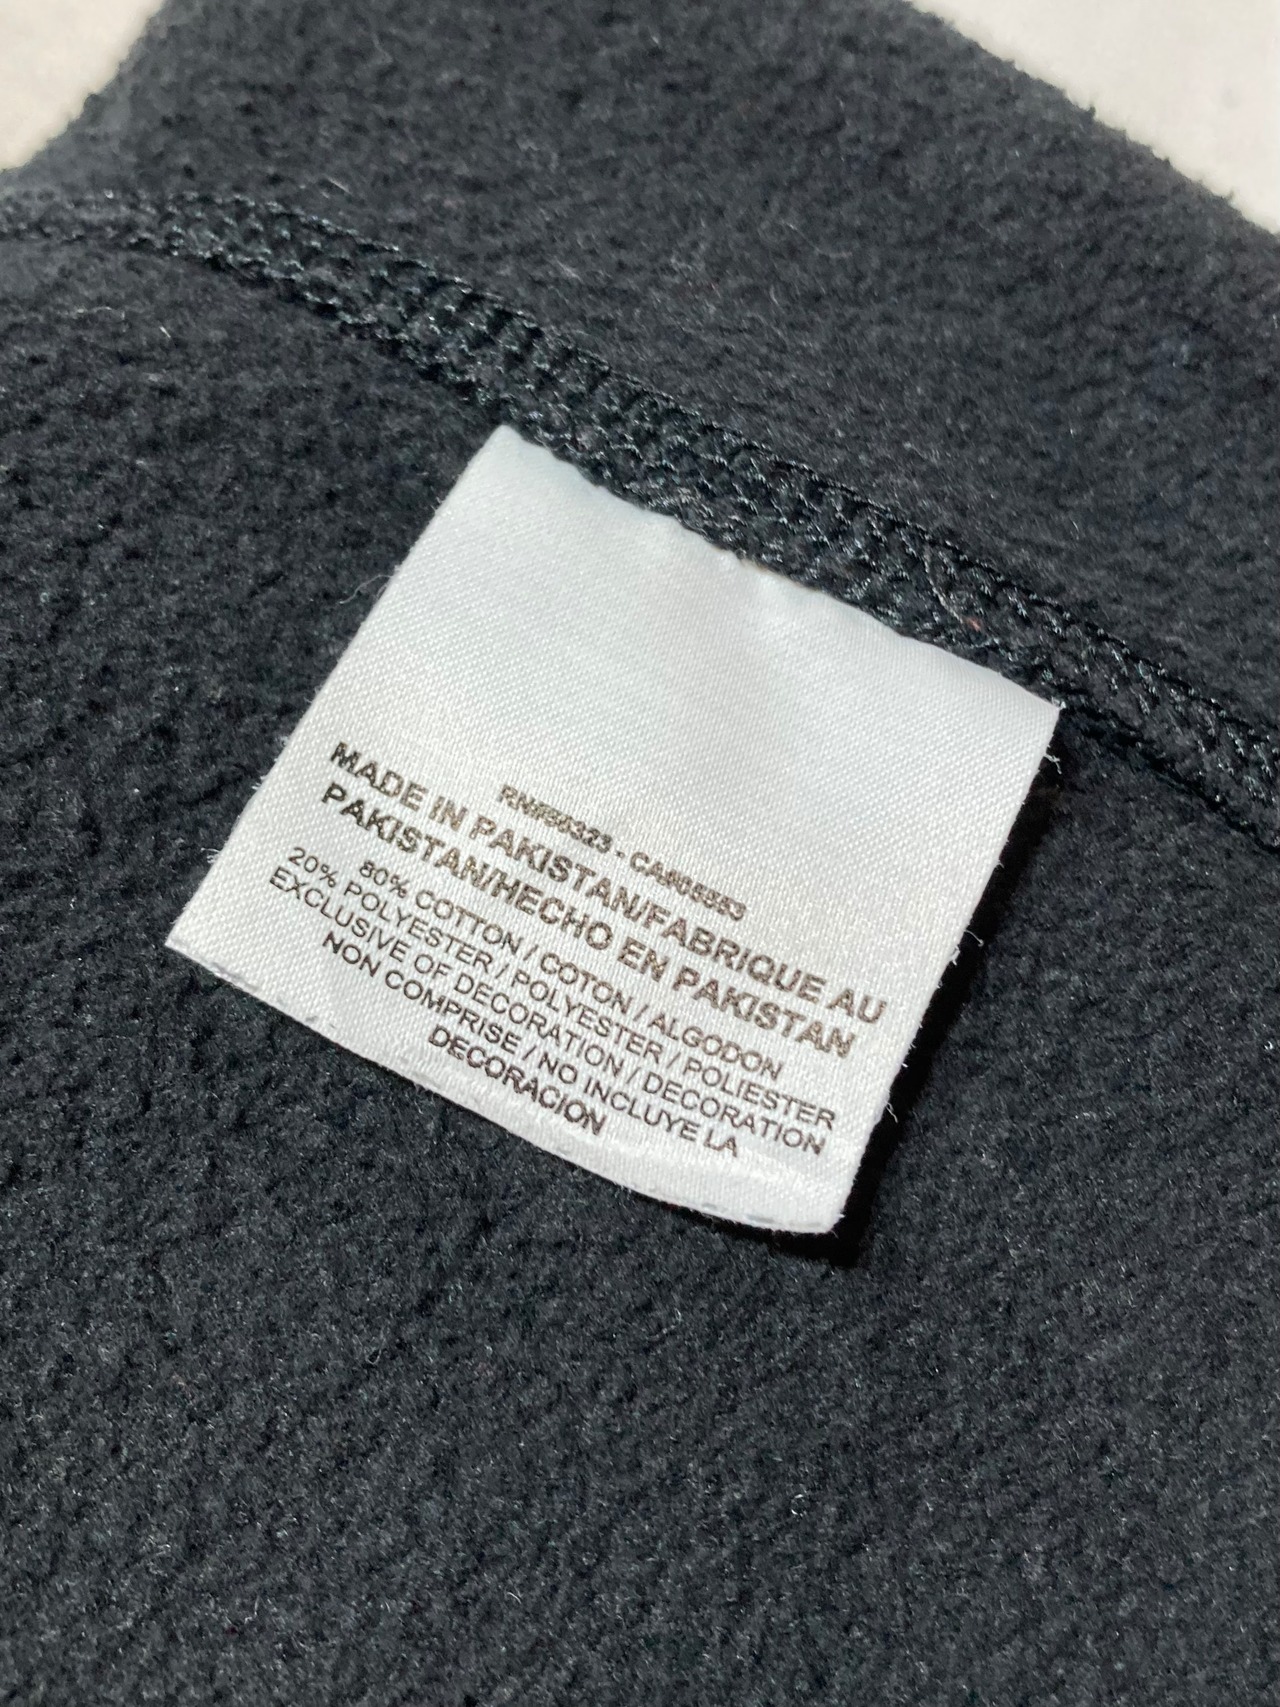 RN#56323 - CA#05553
MADE IN PAKISTAN/FABRIQUE AU
PAKISTAN/HECHO EN PAKISTAN
80% COTTON / COTON / ALGODON
20% POLYESTER / POLYESTER / POLIESTER
EXCLUSIVE OF DECORATION / DECORATION
NON COMPRISE / NO INCLUYE LA
DECORACION